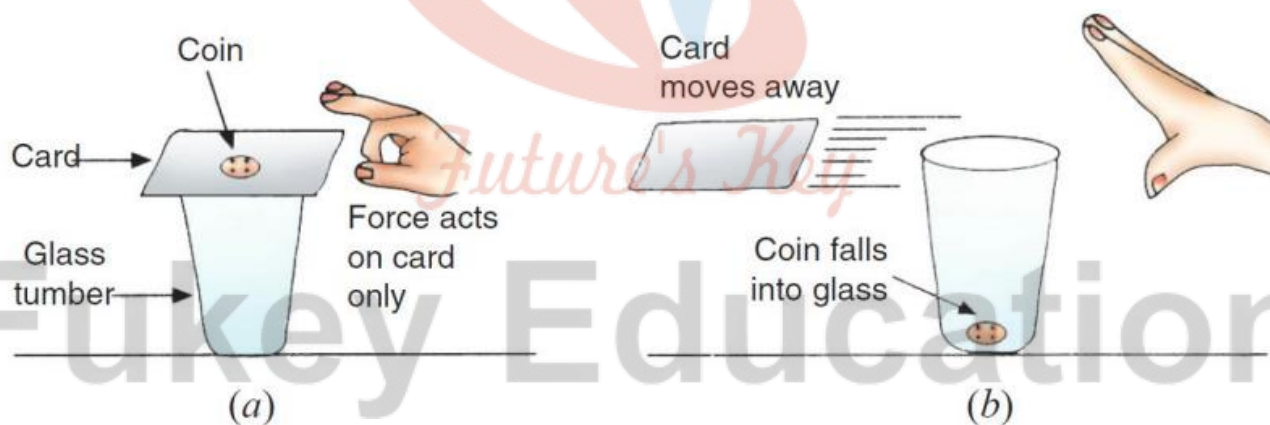 Coin
Card
Glass
tumber
Force acts
on card
only
(a)
Card
moves away
Coin falls
into glass
(b)
Future's Key
Fukey Education